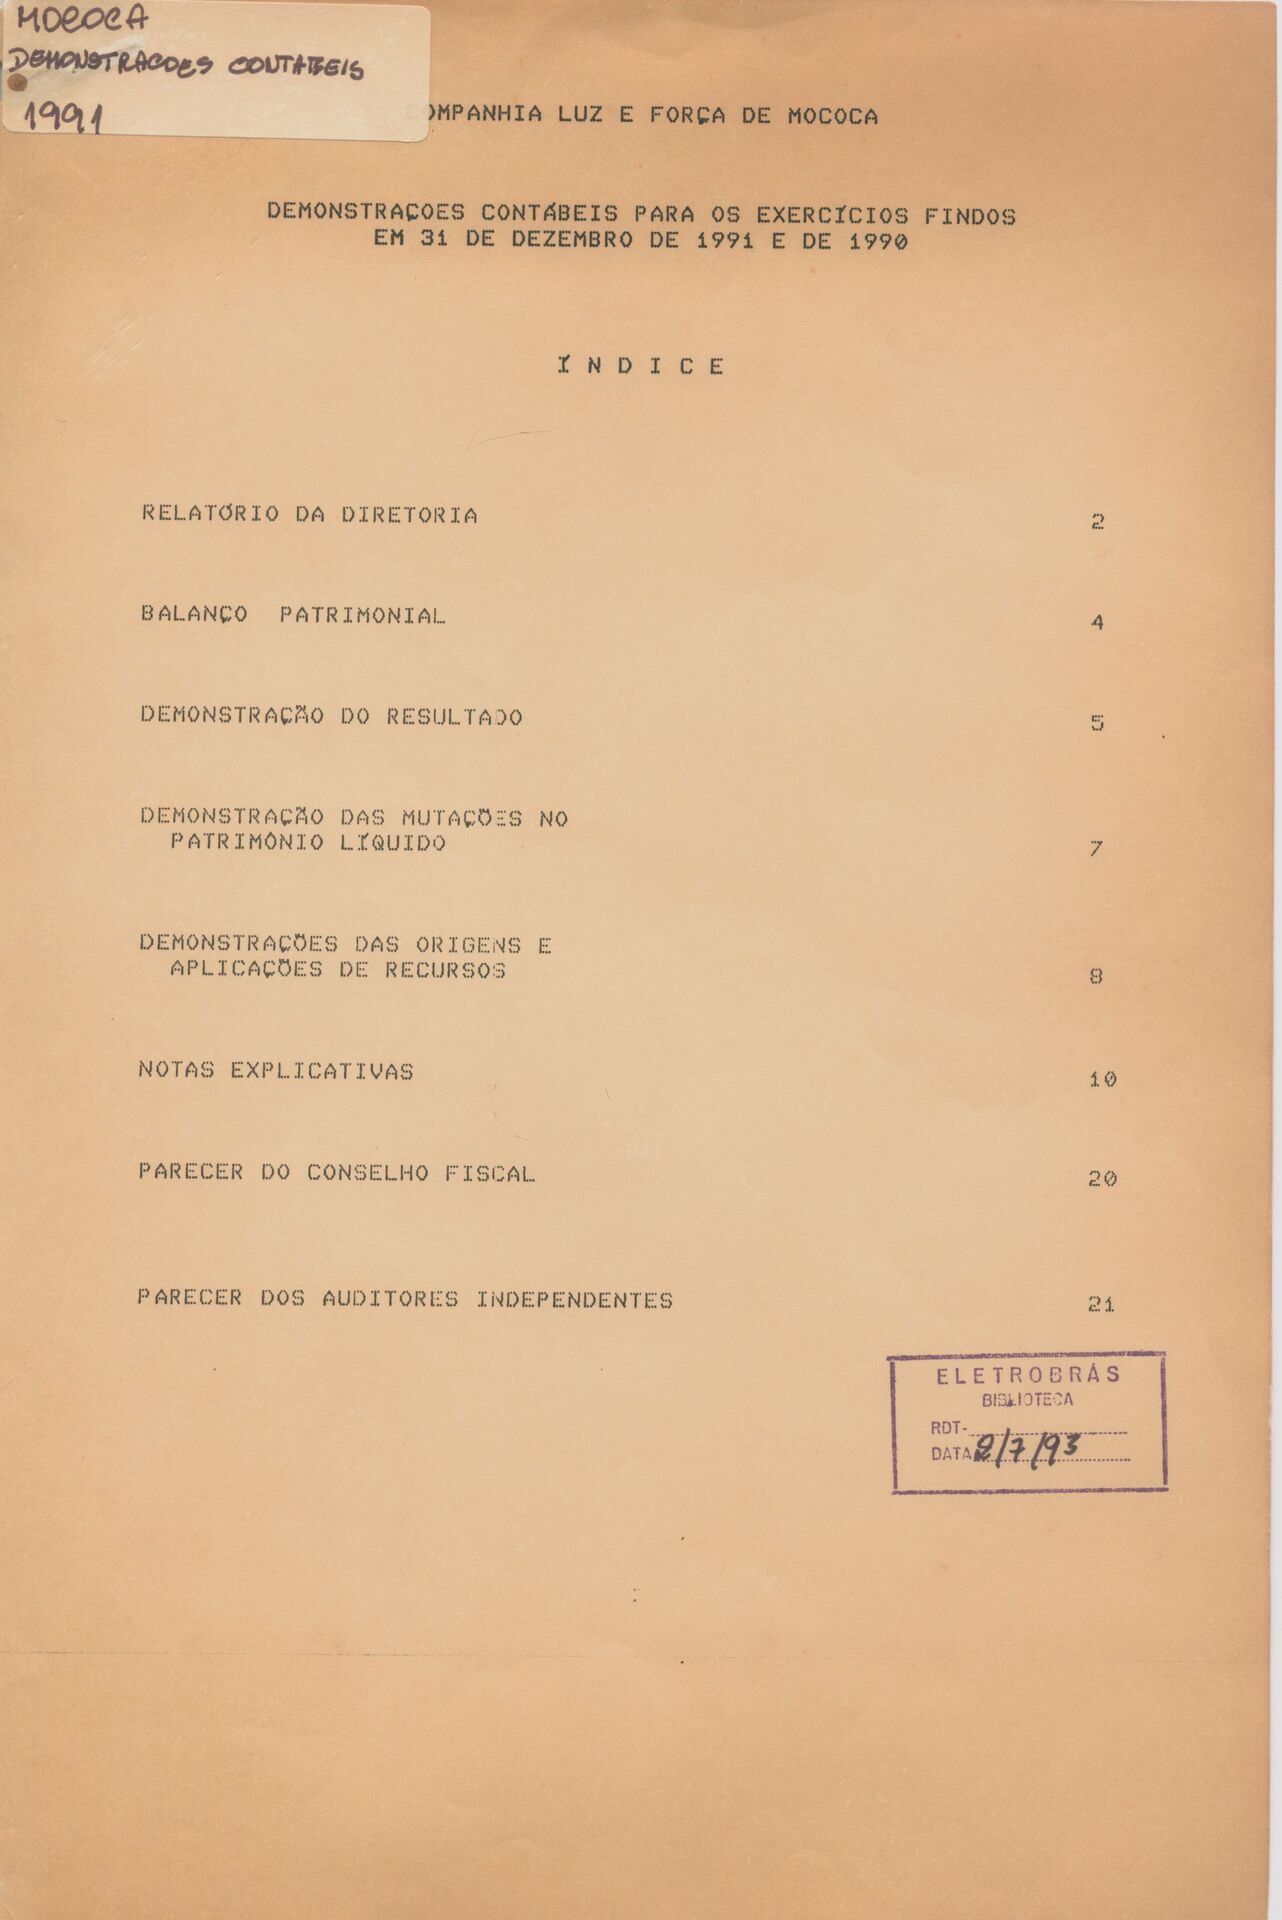 MOCOCA
DEMONSTRACOES CONTABEIS
1991
OMPANHIA LUZ E FORÇA DE MOCOCA
DEMONSTRAÇOES CONTÁBEIS PARA OS EXERCÍCIOS FINDOS
EM 31 DE DEZEMBRO DE 1991 E DE 1990
Í N D I C E
RELATÓRIO DA DIRETORIA 2
BALANÇO PATRIMONIAL 4
DEMONSTRAÇÃO DO RESULTADO 5
DEMONSTRAÇÃO DAS MUTAÇÕES NO
PATRIMÔNIO LÍQUIDO 7
DEMONSTRAÇÕES DAS ORIGENS E
APLICAÇÕES DE RECURSOS 8
NOTAS EXPLICATIVAS 10
PARECER DO CONSELHO FISCAL 20
PARECER DOS AUDITORES INDEPENDENTES 21
ELETROBRÁS
BIBLIOTECA
RDT-
DATA 2/7/93